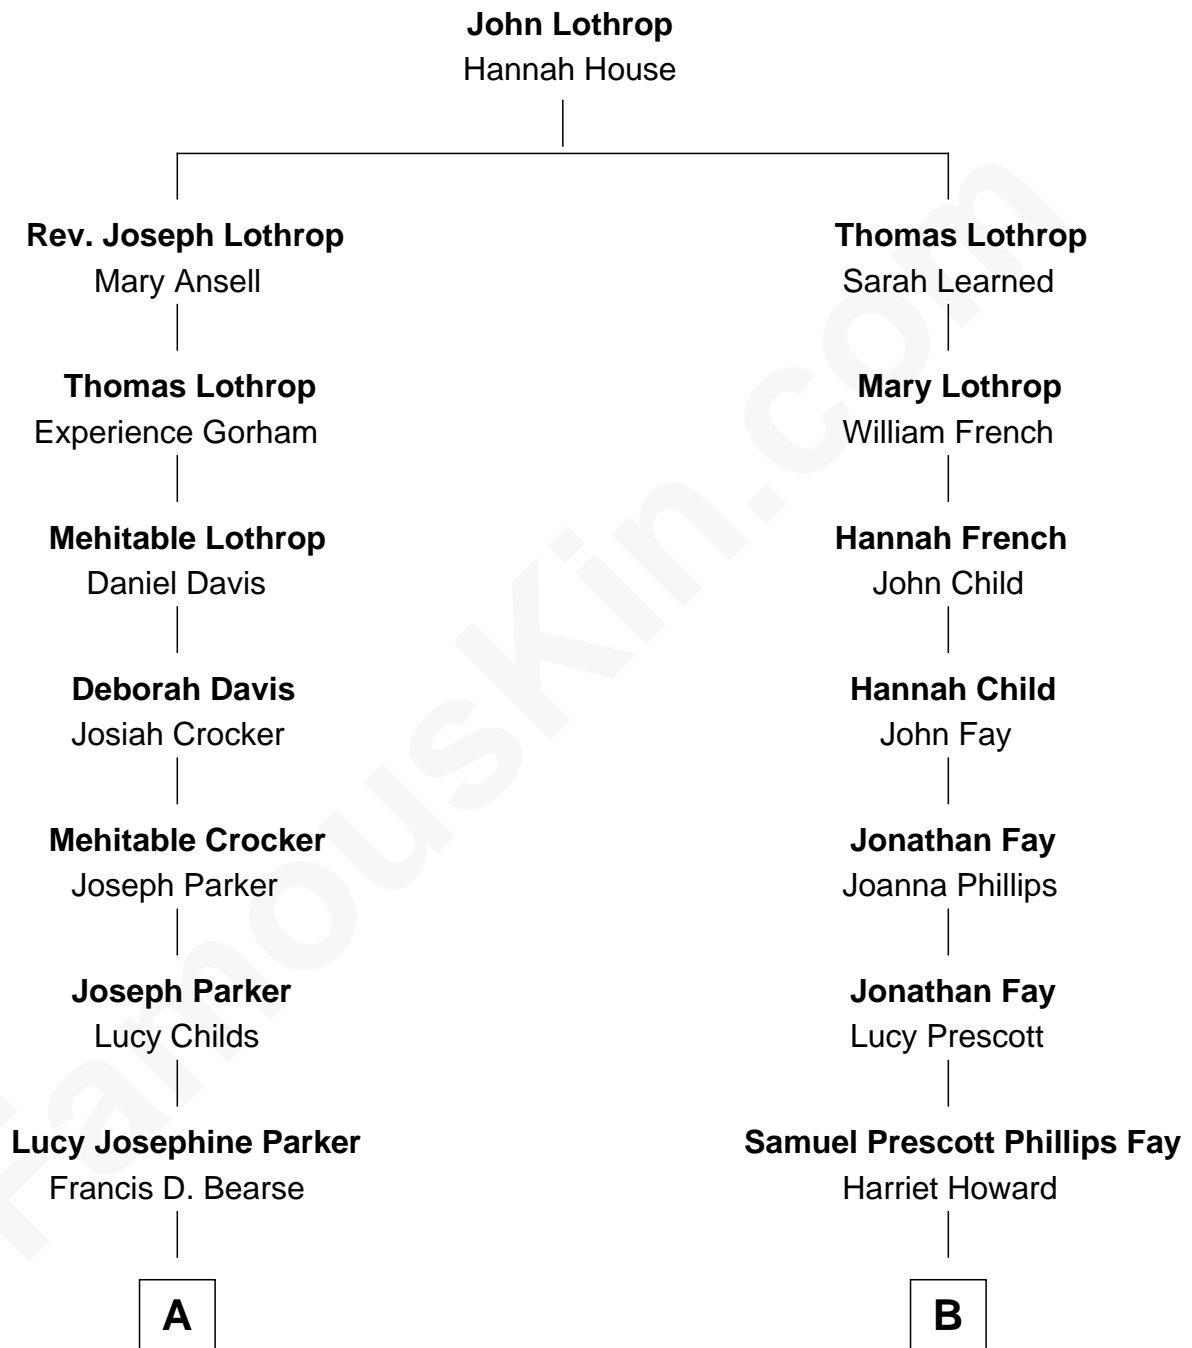 John Lothrop
Hannah House
Rev. Joseph Lothrop
Mary Ansell
Thomas Lothrop
Sarah Learned
Thomas Lothrop
Experience Gorham
Mary Lothrop
William French
Mehitable Lothrop
Daniel Davis
Hannah French
John Child
Deborah Davis
Josiah Crocker
Hannah Child
John Fay
Mehitable Crocker
Joseph Parker
Jonathan Fay
Joanna Phillips
Joseph Parker
Lucy Childs
Jonathan Fay
Lucy Prescott
Lucy Josephine Parker
Francis D. Bearse
Samuel Prescott Phillips Fay
Harriet Howard
A
B
FamousKin.com